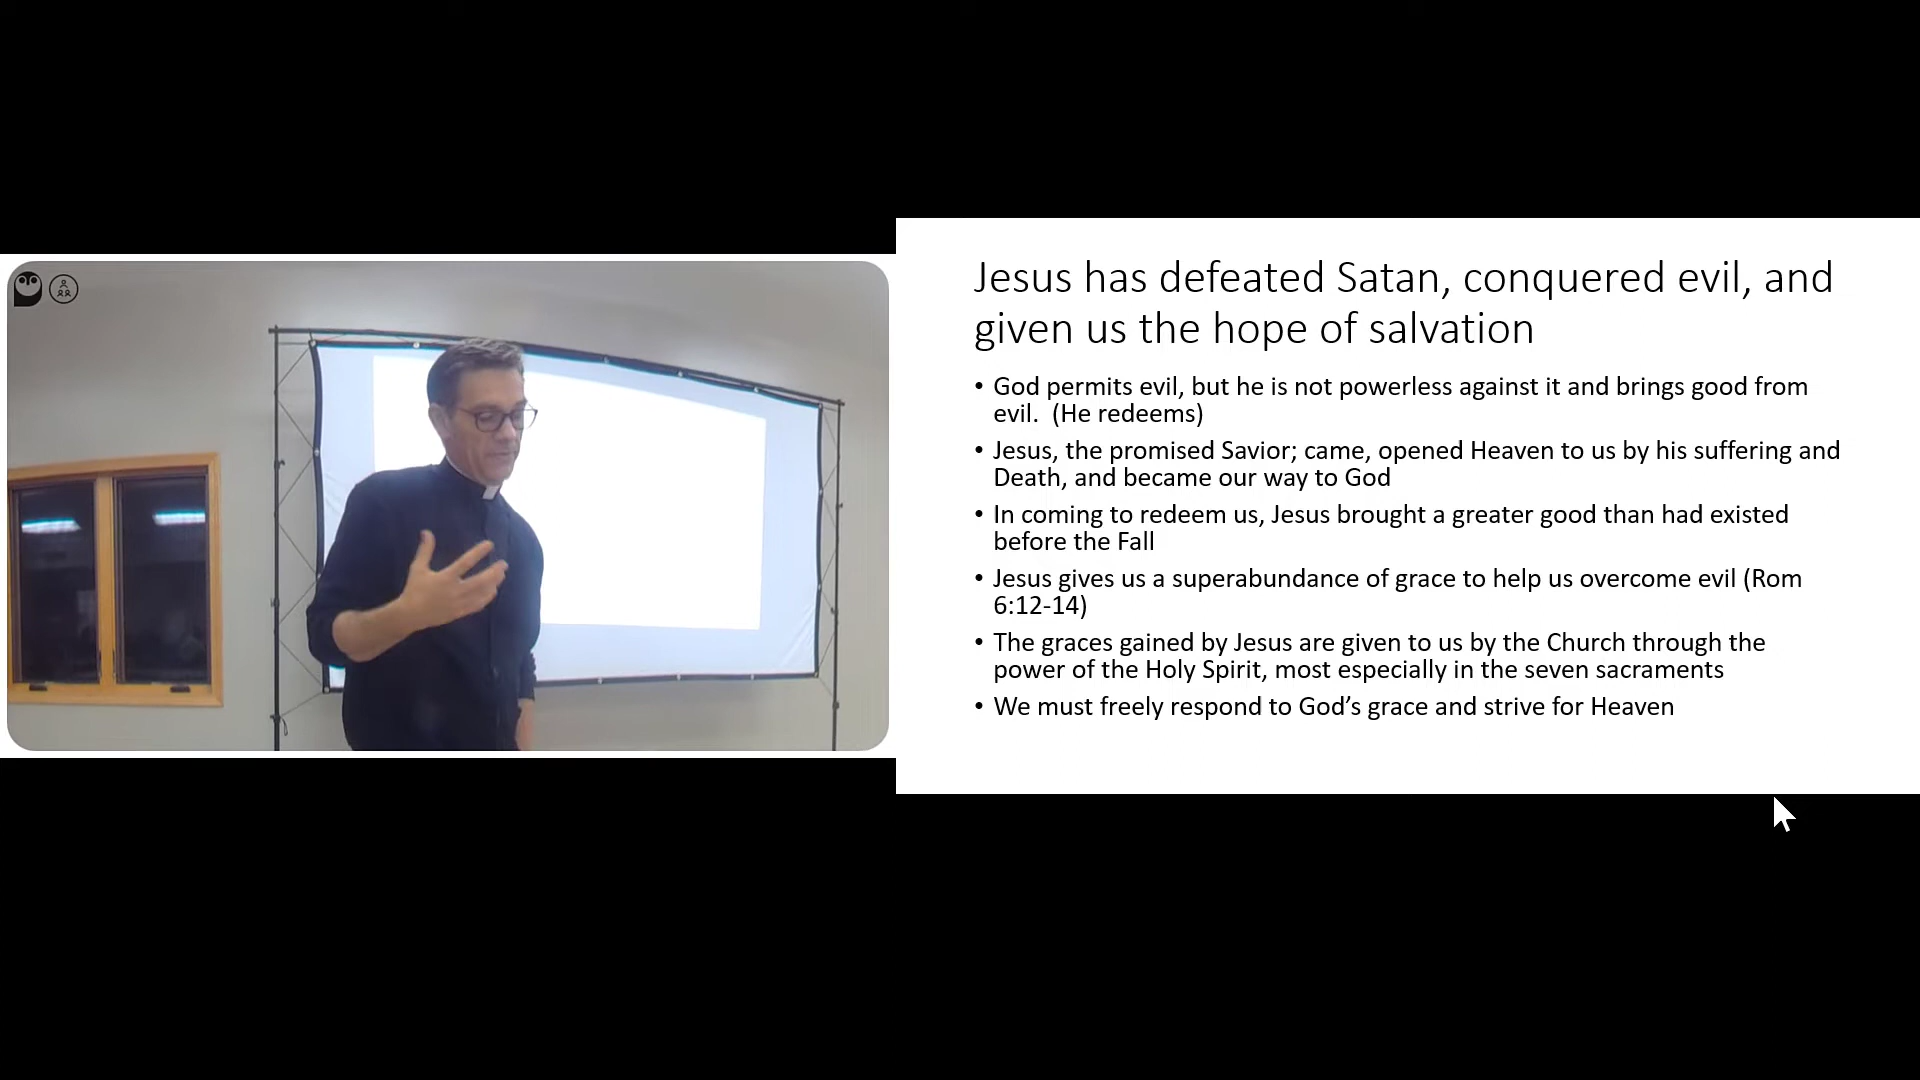 Jesus has defeated Satan, conquered evil, and
given us the hope of salvation
• God permits evil, but he is not powerless against it and brings good from
evil.  (He redeems)
• Jesus, the promised Savior; came, opened Heaven to us by his suffering and
Death, and became our way to God
• In coming to redeem us, Jesus brought a greater good than had existed
before the Fall
• Jesus gives us a superabundance of grace to help us overcome evil (Rom
6:12-14)
• The graces gained by Jesus are given to us by the Church through the
power of the Holy Spirit, most especially in the seven sacraments
• We must freely respond to God’s grace and strive for Heaven